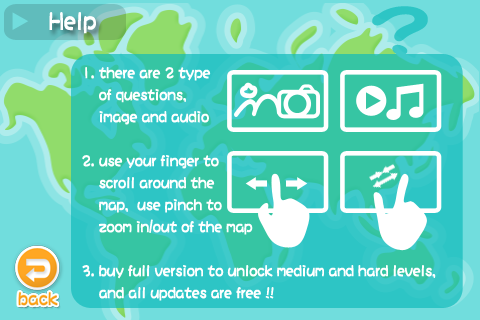 Help
1. there are 2 type
of questions,
image and audio
2. use your finger to
scroll around the
map, use pinch to
zoom in/out of the map
3. buy full version to unlock medium and hard levels,
and all updates are free !!
back
?